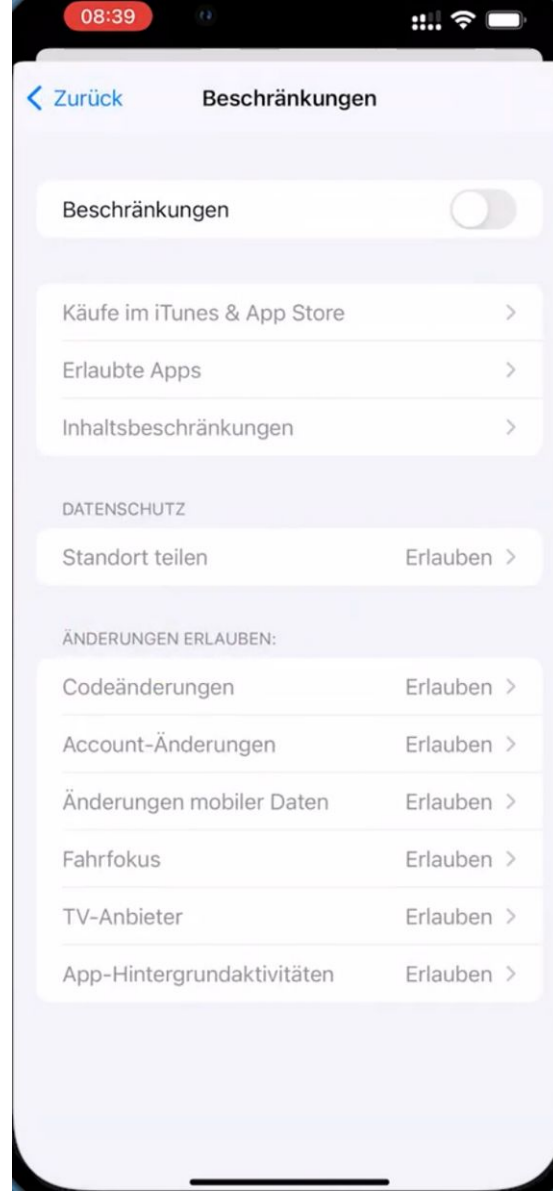 08:39
Zurück Beschränkungen
Beschränkungen
Käufe im iTunes & App Store
Erlaubte Apps
Inhaltsbeschränkungen
DATENSCHUTZ
Standort teilen Erlauben
ÄNDERUNGEN ERLAUBEN:
Codeänderungen Erlauben
Account-Änderungen Erlauben
Änderungen mobiler Daten Erlauben
Fahrfokus Erlauben
TV-Anbieter Erlauben
App-Hintergrundaktivitäten Erlauben